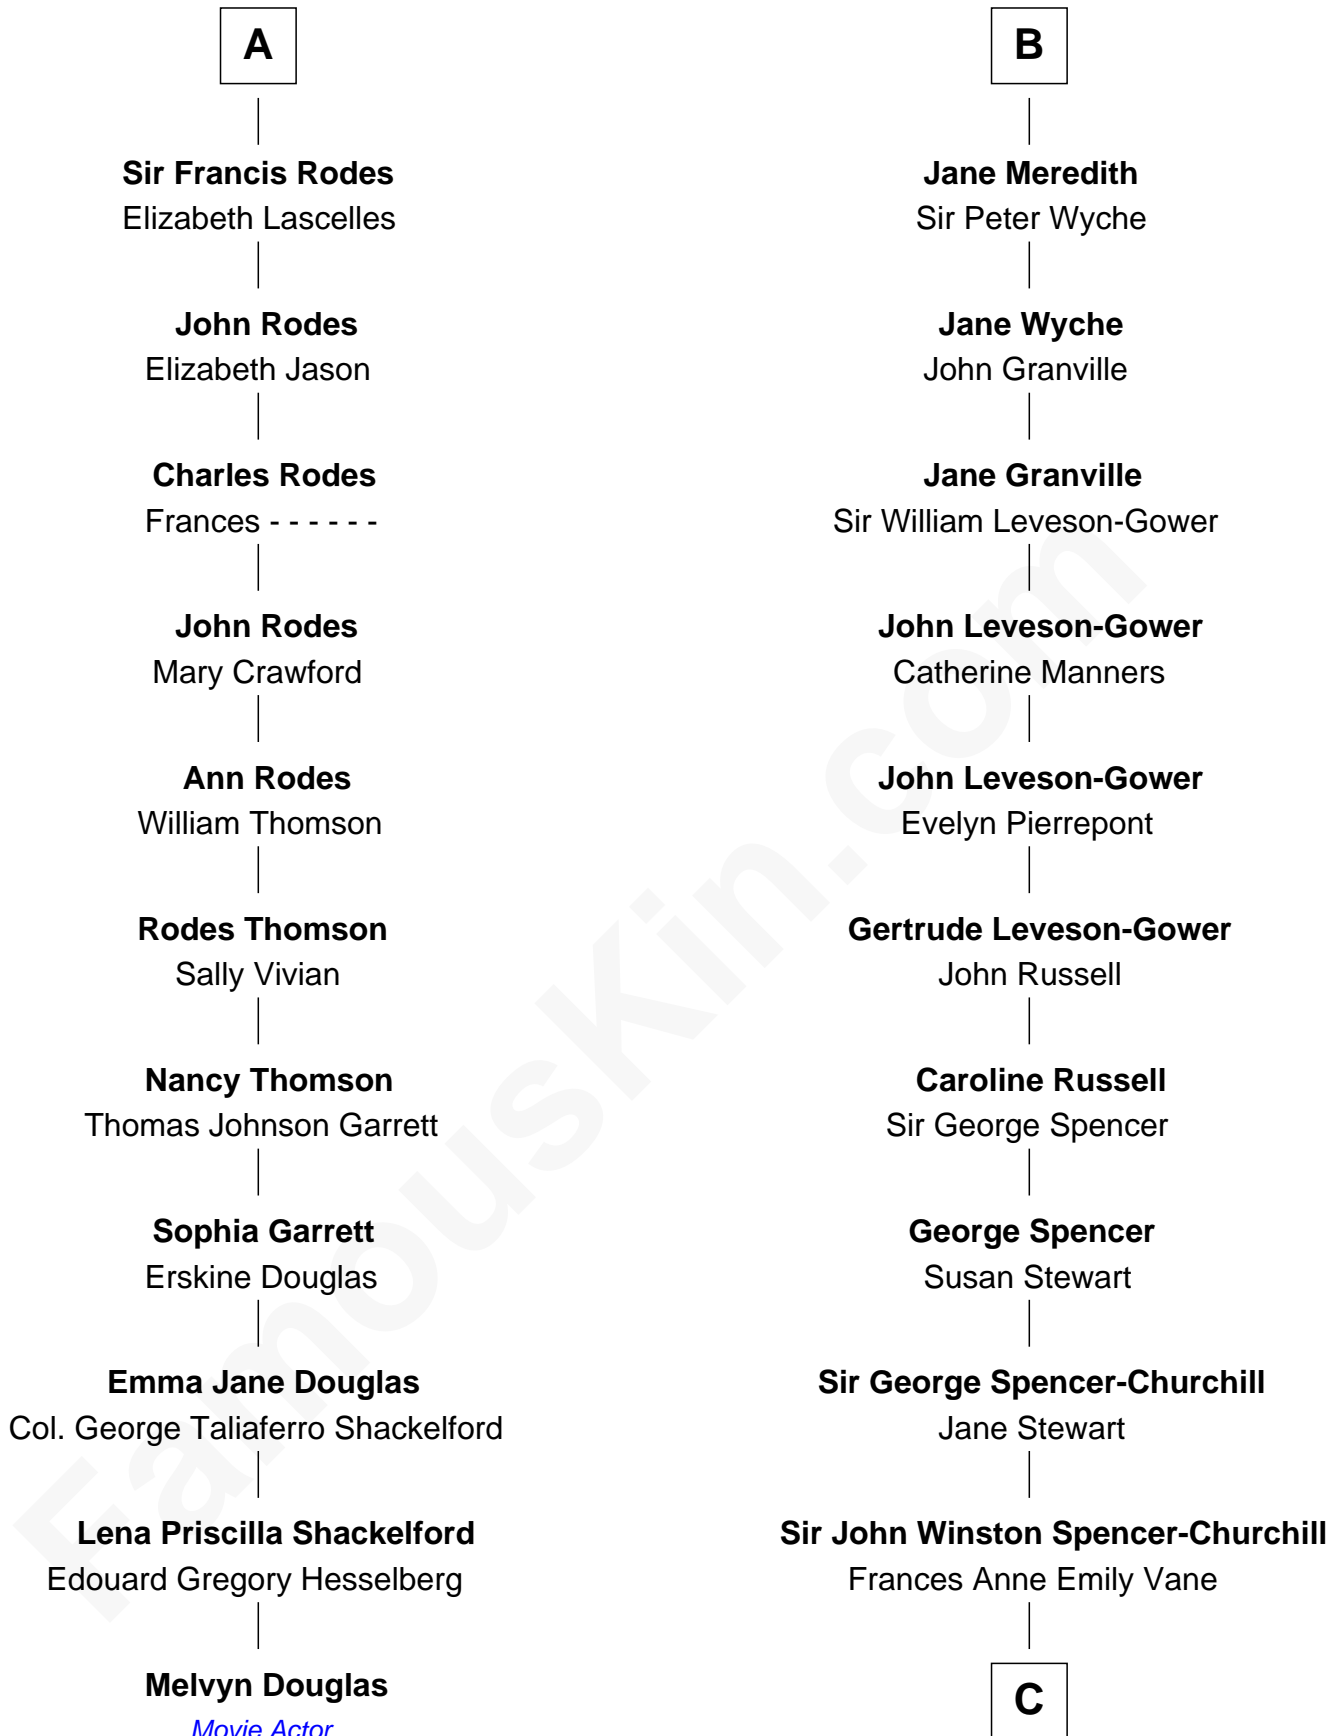 A
Sir Francis Rodes
Elizabeth Lascelles
John Rodes
Elizabeth Jason
Charles Rodes
Frances - - - - - -
John Rodes
Mary Crawford
Ann Rodes
William Thomson
Rodes Thomson
Sally Vivian
Nancy Thomson
Thomas Johnson Garrett
Sophia Garrett
Erskine Douglas
Emma Jane Douglas
Col. George Taliaferro Shackelford
Lena Priscilla Shackelford
Edouard Gregory Hesselberg
Melvyn Douglas
Movie Actor
B
Jane Meredith
Sir Peter Wyche
Jane Wyche
John Granville
Jane Granville
Sir William Leveson-Gower
John Leveson-Gower
Catherine Manners
John Leveson-Gower
Evelyn Pierrepont
Gertrude Leveson-Gower
John Russell
Caroline Russell
Sir George Spencer
George Spencer
Susan Stewart
Sir George Spencer-Churchill
Jane Stewart
Sir John Winston Spencer-Churchill
Frances Anne Emily Vane
C
FamousKin.com